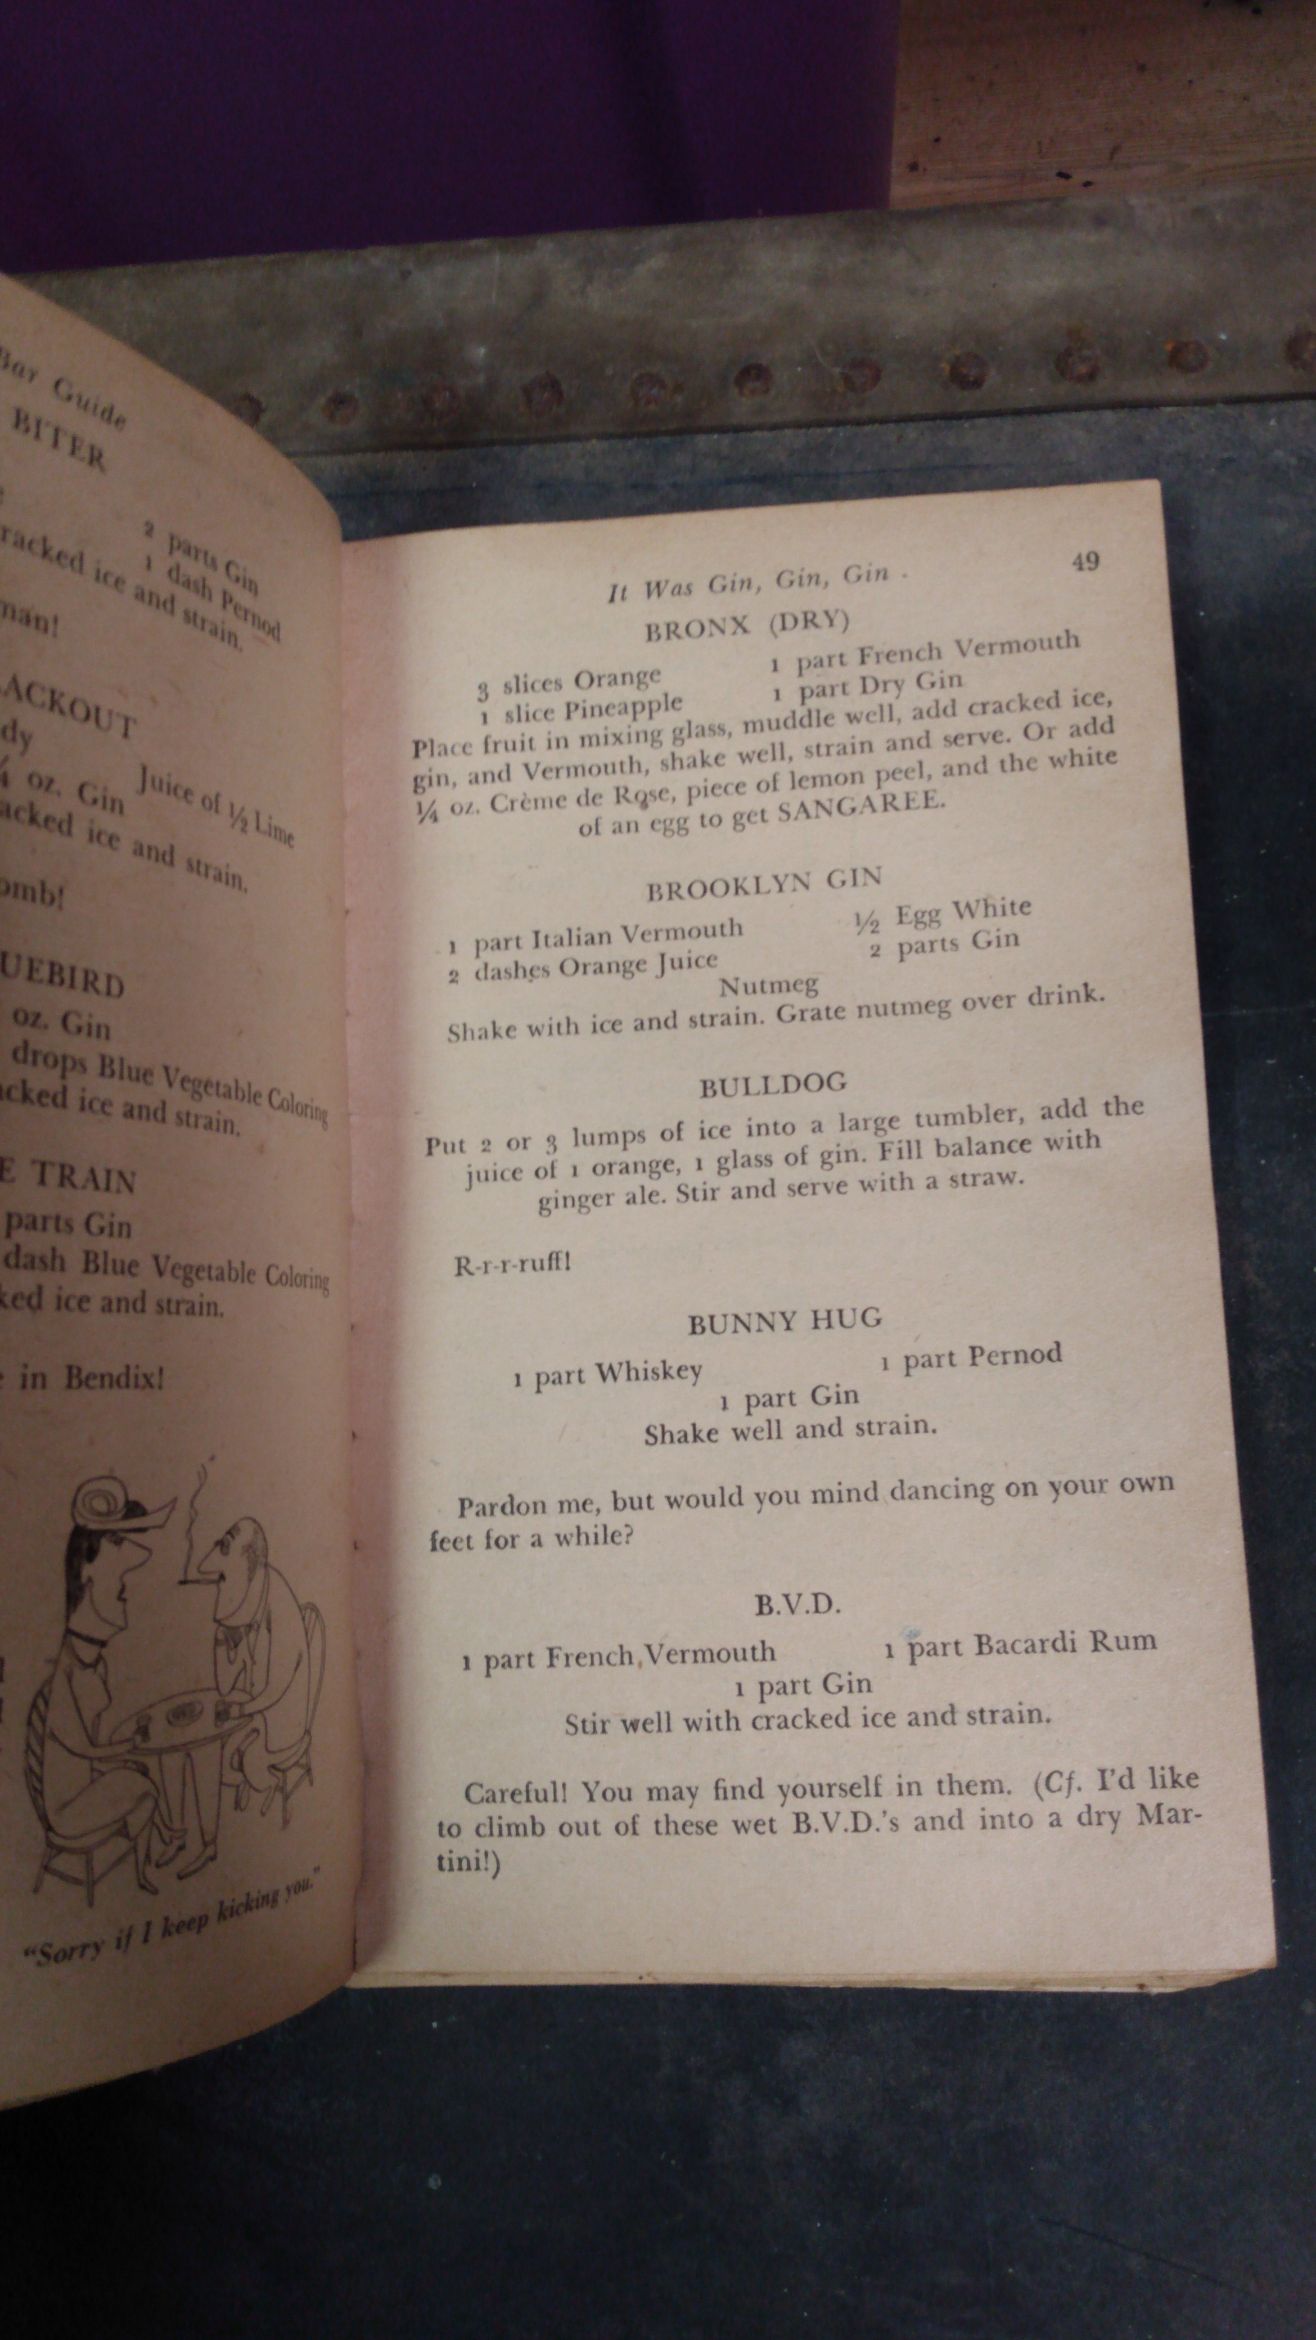 Bar Guide
BITER
2 parts Gin
1 dash Pernod
cracked ice and strain.
man!
LACKOUT
dy
¼ oz. Gin
Juice of ½ Lime
acked ice and strain.
omb!
UEBIRD
oz. Gin
drops Blue Vegetable Coloring
acked ice and strain.
E TRAIN
parts Gin
dash Blue Vegetable Coloring
ked ice and strain.
e in Bendix!
"Sorry if I keep kicking you."
It Was Gin, Gin, Gin
49
BRONX (DRY)
3 slices Orange 1 part French Vermouth
1 slice Pineapple 1 part Dry Gin
Place fruit in mixing glass, muddle well, add cracked ice,
gin, and Vermouth, shake well, strain and serve. Or add
¼ oz. Crème de Rose, piece of lemon peel, and the white
of an egg to get SANGAREE.
BROOKLYN GIN
1 part Italian Vermouth ½ Egg White
2 dashes Orange Juice 2 parts Gin
Nutmeg
Shake with ice and strain. Grate nutmeg over drink.
BULLDOG
Put 2 or 3 lumps of ice into a large tumbler, add the
juice of 1 orange, 1 glass of gin. Fill balance with
ginger ale. Stir and serve with a straw.
R-r-r-ruff!
BUNNY HUG
1 part Whiskey 1 part Pernod
1 part Gin
Shake well and strain.
Pardon me, but would you mind dancing on your own
feet for a while?
B.V.D.
1 part French Vermouth 1 part Bacardi Rum
1 part Gin
Stir well with cracked ice and strain.
Careful! You may find yourself in them. (Cf. I'd like
to climb out of these wet B.V.D.'s and into a dry Mar-
tini!)